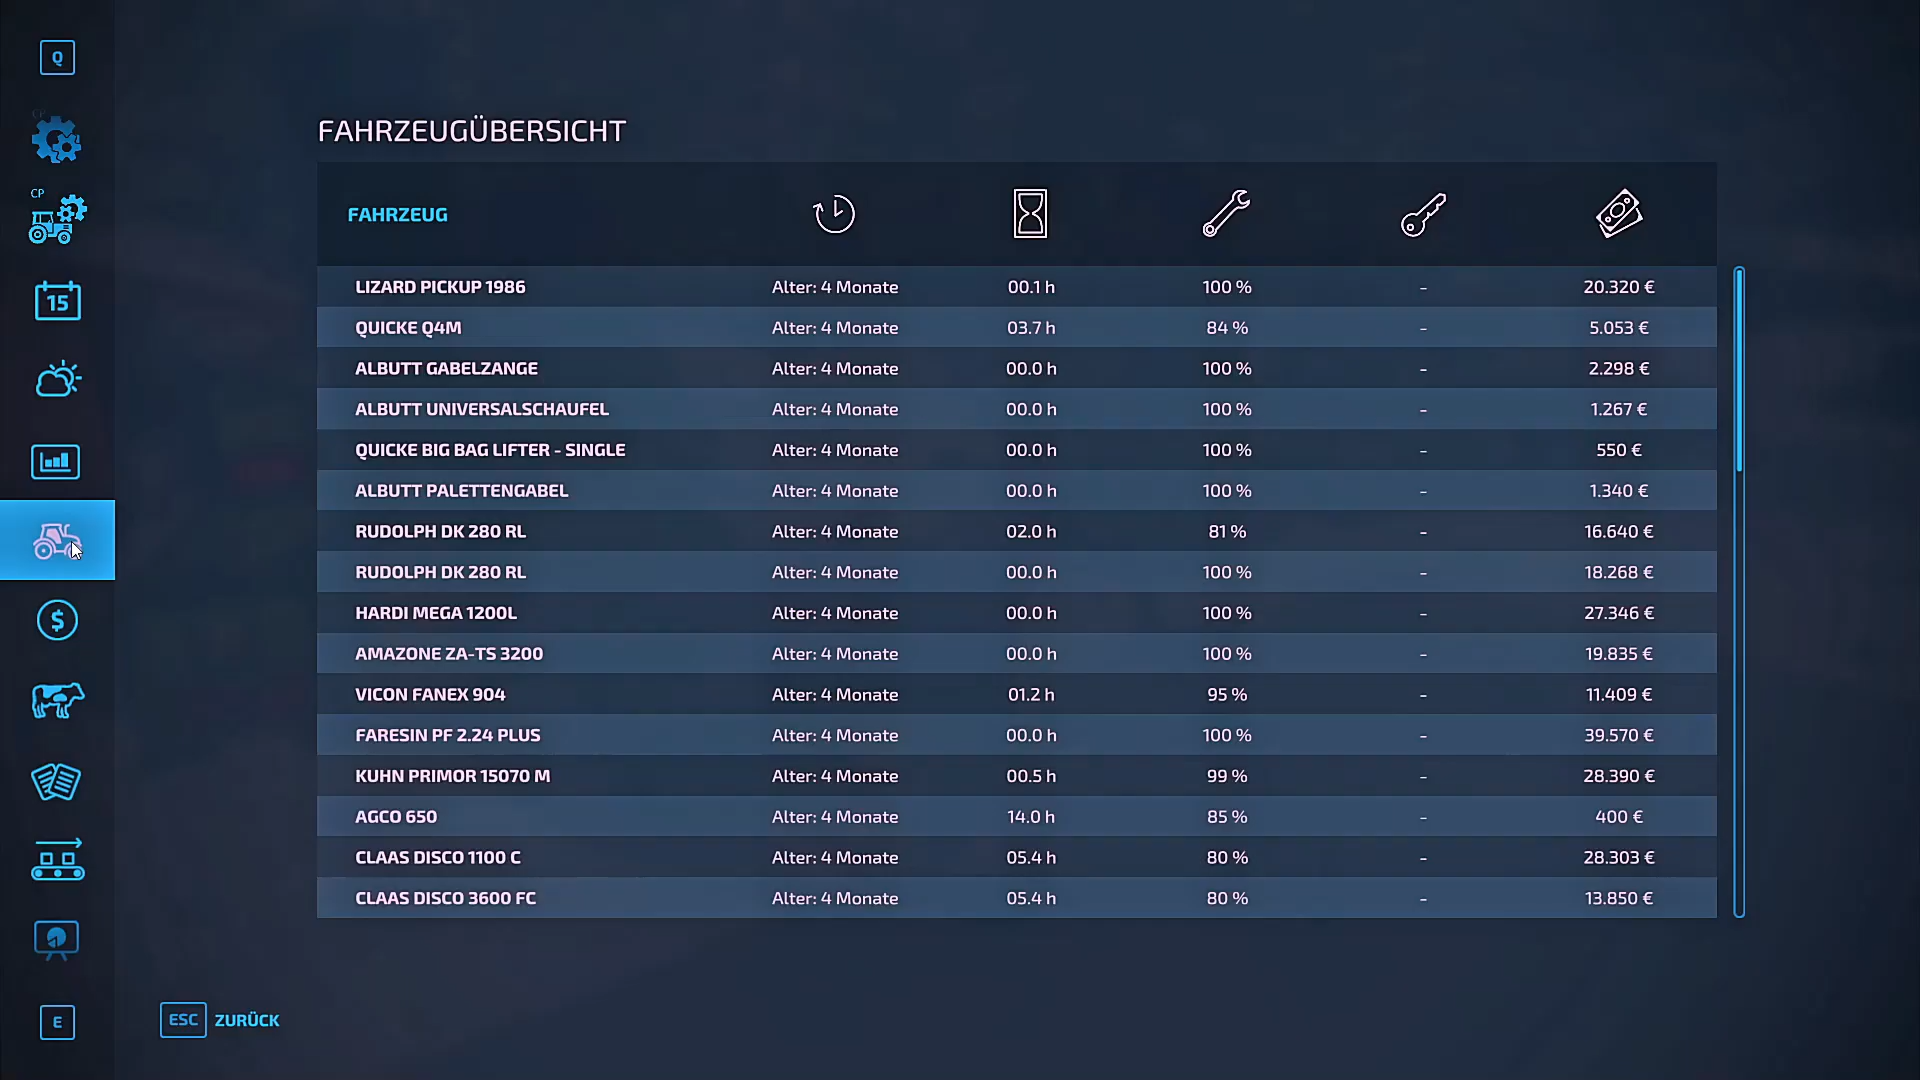 Q
CP
CP
15
FAHRZEUGÜBERSICHT
FAHRZEUG
LIZARD PICKUP 1986 Alter: 4 Monate 00.1 h 100 % - 20.320 €
QUICKE Q4M Alter: 4 Monate 03.7 h 84 % - 5.053 €
ALBUTT GABELZANGE Alter: 4 Monate 00.0 h 100 % - 2.298 €
ALBUTT UNIVERSALSCHAUFEL Alter: 4 Monate 00.0 h 100 % - 1.267 €
QUICKE BIG BAG LIFTER - SINGLE Alter: 4 Monate 00.0 h 100 % - 550 €
ALBUTT PALETTENGABEL Alter: 4 Monate 00.0 h 100 % - 1.340 €
RUDOLPH DK 280 RL Alter: 4 Monate 02.0 h 81 % - 16.640 €
RUDOLPH DK 280 RL Alter: 4 Monate 00.0 h 100 % - 18.268 €
HARDI MEGA 1200L Alter: 4 Monate 00.0 h 100 % - 27.346 €
AMAZONE ZA-TS 3200 Alter: 4 Monate 00.0 h 100 % - 19.835 €
VICON FANEX 904 Alter: 4 Monate 01.2 h 95 % - 11.409 €
FARESIN PF 2.24 PLUS Alter: 4 Monate 00.0 h 100 % - 39.570 €
KUHN PRIMOR 15070 M Alter: 4 Monate 00.5 h 99 % - 28.390 €
AGCO 650 Alter: 4 Monate 14.0 h 85 % - 400 €
CLAAS DISCO 1100 C Alter: 4 Monate 05.4 h 80 % - 28.303 €
CLAAS DISCO 3600 FC Alter: 4 Monate 05.4 h 80 % - 13.850 €
E
ESC ZURÜCK